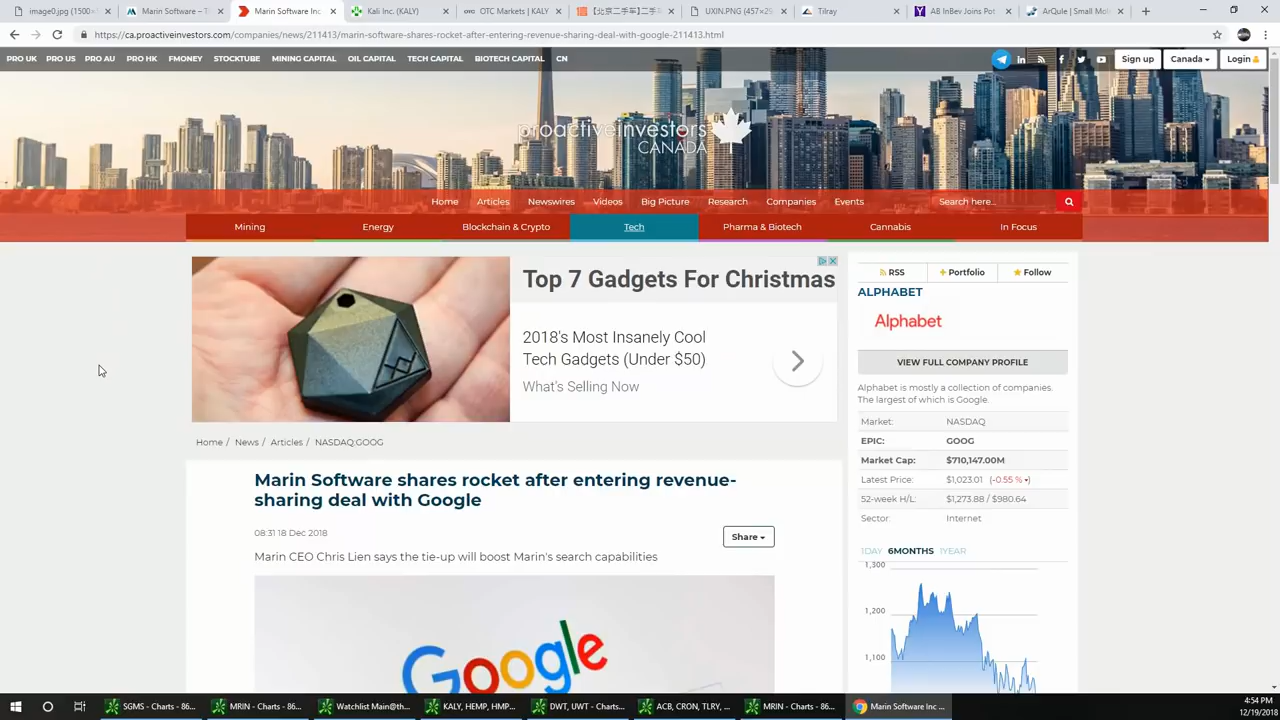 image0.jpg (1500×
Marin Software – T
Marin Software Inc
Kali Inc. (KALY)
OTC Markets | KALY
【北京二手车】二手车
UXIN.PNG (457×25
Tilray
AB InBev Joins Pot
ArQule | Small Mol
https://ca.proactiveinvestors.com/companies/news/211413/marin-software-shares-rocket-after-entering-revenue-sharing-deal-with-google-211413.html
PRO UK PRO US PRO AU PRO HK FMONEY STOCKTUBE MINING CAPITAL OIL CAPITAL TECH CAPITAL BIOTECH CAPITAL CN
Sign up Canada Login
proactiveinvestors
CANADA
Home Articles Newswires Videos Big Picture Research Companies Events Search here...
Mining Energy Blockchain & Crypto Tech Pharma & Biotech Cannabis In Focus
Top 7 Gadgets For Christmas
2018's Most Insanely Cool
Tech Gadgets (Under $50)
What's Selling Now
Home / News / Articles / NASDAQ:GOOG
Marin Software shares rocket after entering revenue-
sharing deal with Google
08:31 18 Dec 2018
Share
Marin CEO Chris Lien says the tie-up will boost Marin's search capabilities
Google
RSS Portfolio Follow
ALPHABET
Alphabet
VIEW FULL COMPANY PROFILE
Alphabet is mostly a collection of companies.
The largest of which is Google.
Market: NASDAQ
EPIC: GOOG
Market Cap: $710,147.00M
Latest Price: $1,023.01 (-0.55 %)
52-week H/L: $1,273.88 / $980.64
Sector: Internet
1DAY 6MONTHS 1YEAR
1,300
1,200
1,100
SGMS - Charts - 86...
MRIN - Charts - 86...
Watchlist Main@th...
KALY, HEMP, HMP...
DWT, UWT - Charts...
ACB, CRON, TLRY, ...
MRIN - Charts - 86...
Marin Software Inc ...
4:54 PM
12/19/2018